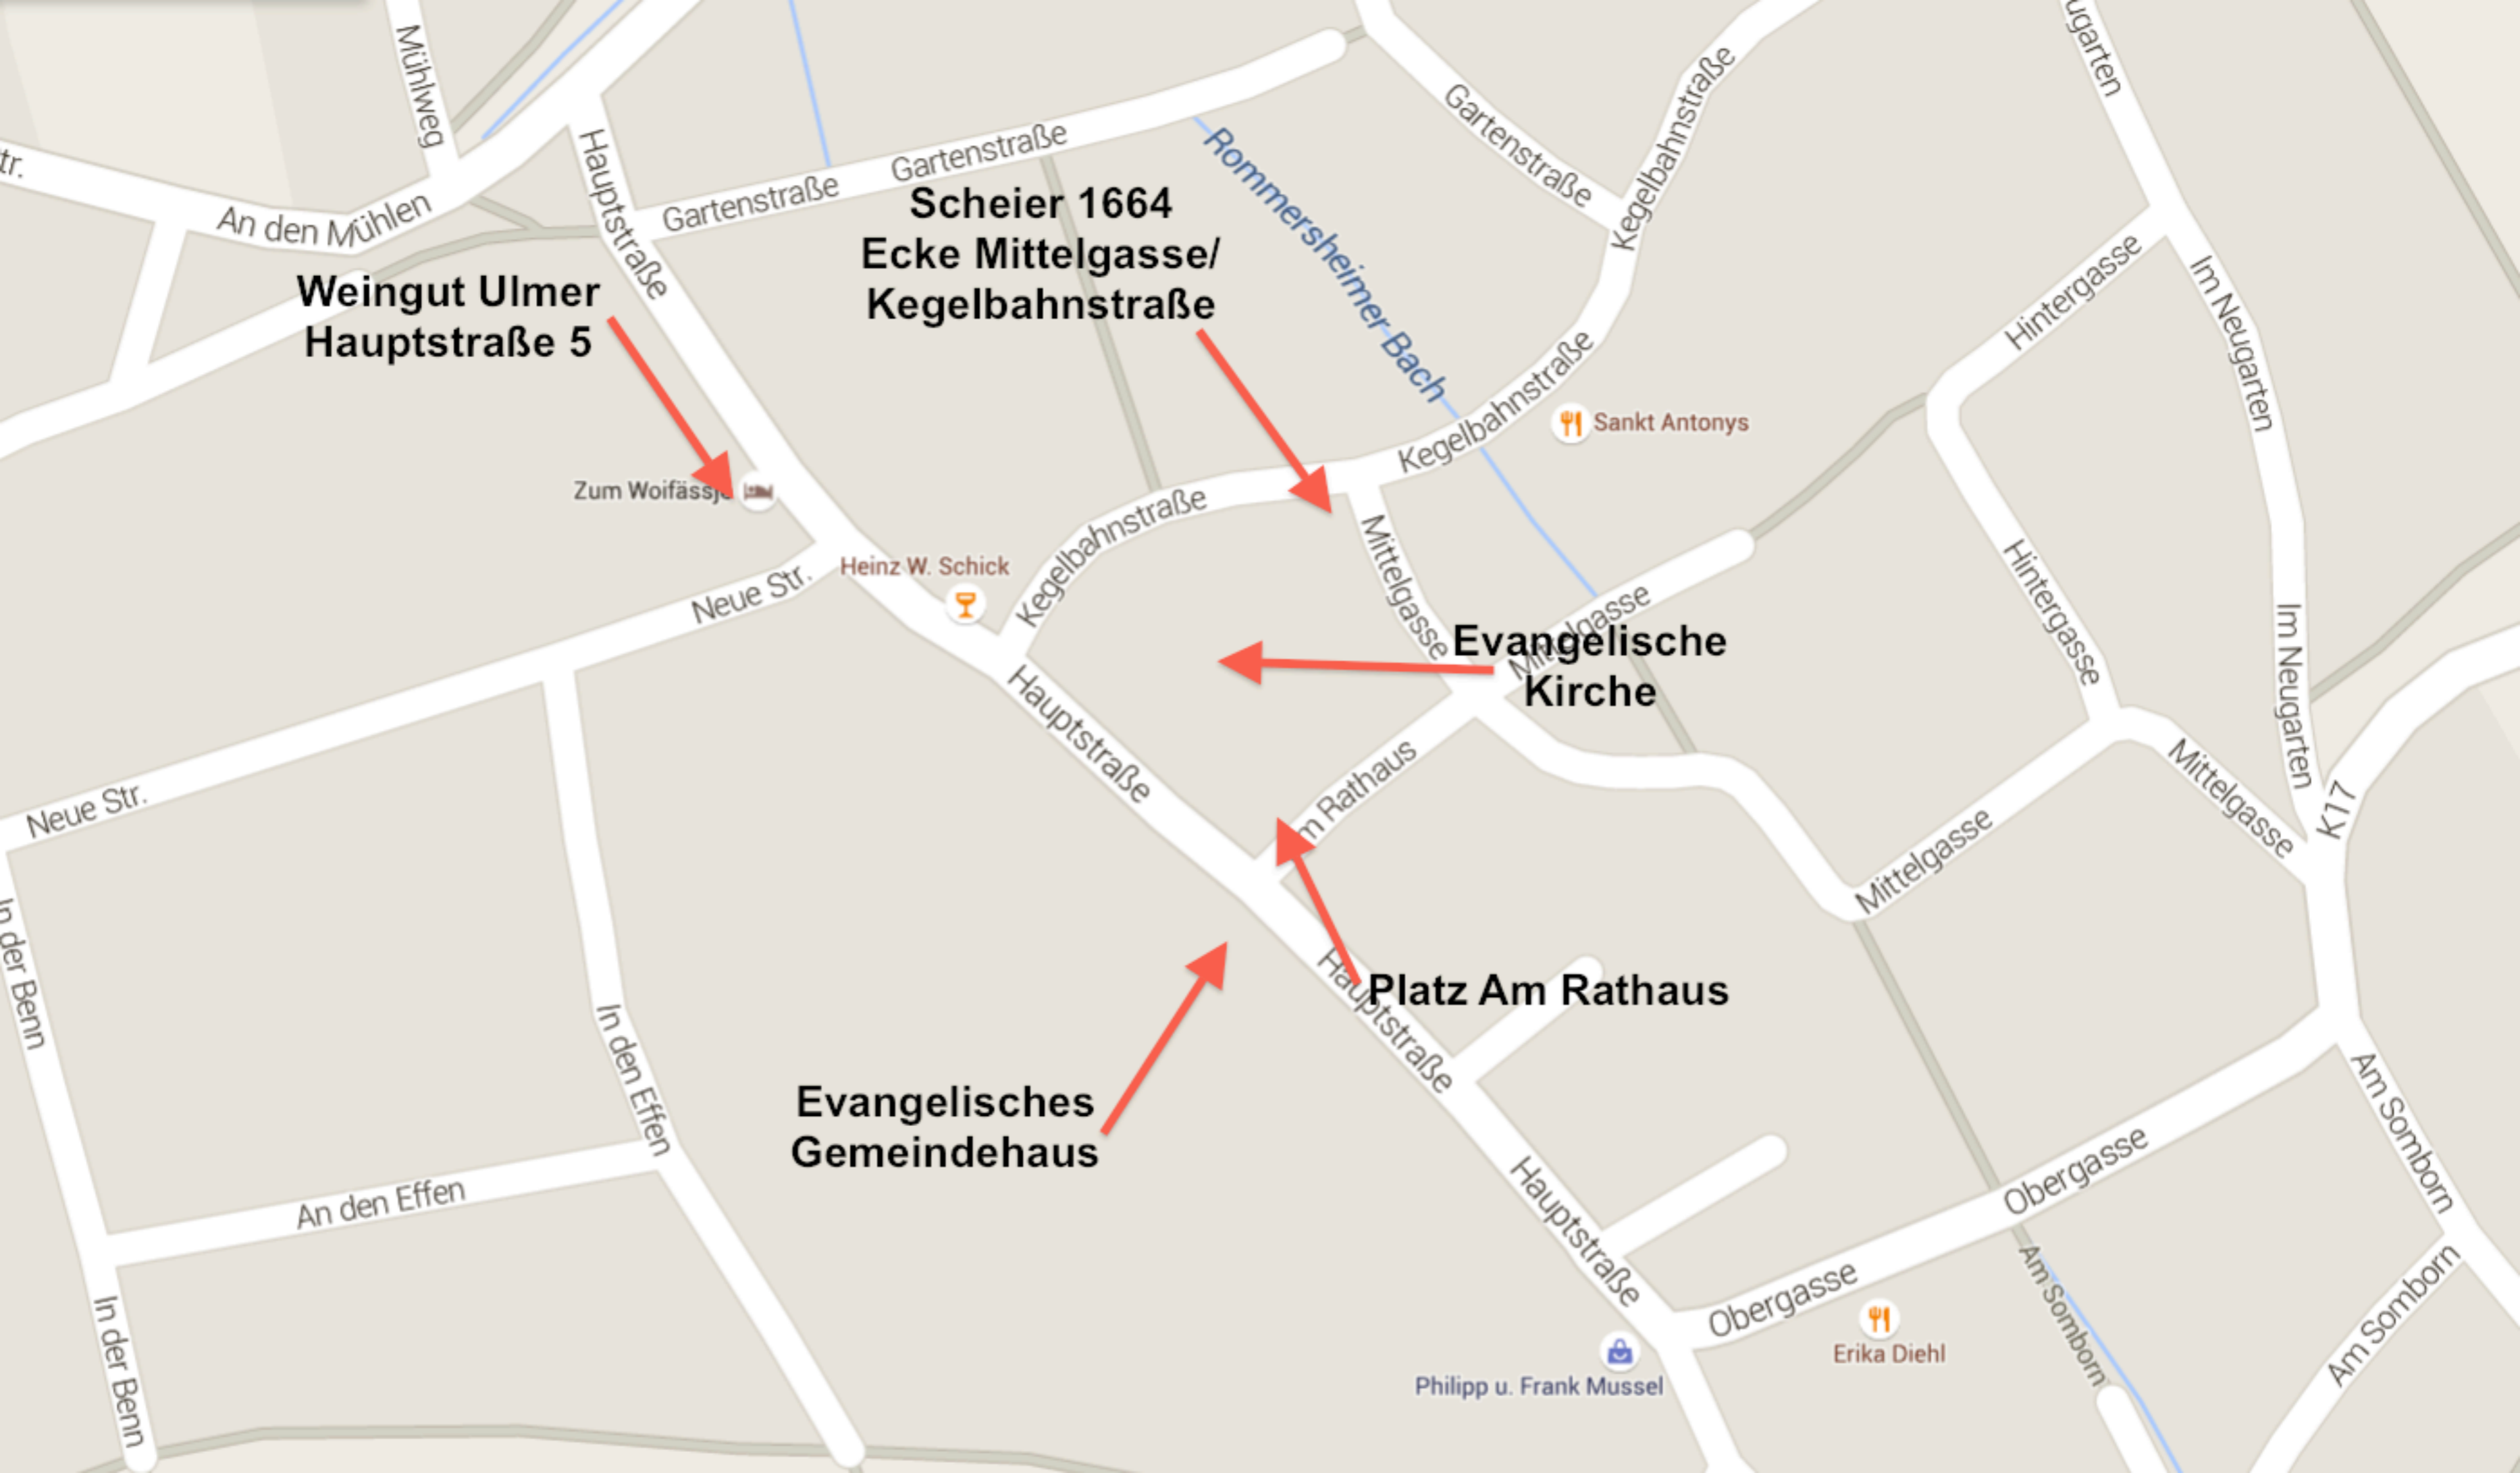 Mühlweg
tr.
An den Mühlen
Hauptstraße
Gartenstraße
Gartenstraße
Gartenstraße
Kegelbahnstraße
ugarten
Rommersheimer Bach
Scheier 1664
Ecke Mittelgasse/
Kegelbahnstraße
Weingut Ulmer
Hauptstraße 5
Hintergasse
Im Neugarten
Kegelbahnstraße
Sankt Antonys
Zum Woifässje
Kegelbahnstraße
Heinz W. Schick
Neue Str.
Mittelgasse
Mittelgasse
Evangelische
Kirche
Hintergasse
Im Neugarten
Hauptstraße
m Rathaus
Neue Str.
Mittelgasse
K17
Mittelgasse
In der Benn
Hauptstraße
Platz Am Rathaus
In den Effen
Evangelisches
Gemeindehaus
An den Effen
Hauptstraße
Obergasse
Am Somborn
Obergasse
Am Somborn
Am Somborn
Erika Diehl
Philipp u. Frank Mussel
In der Benn